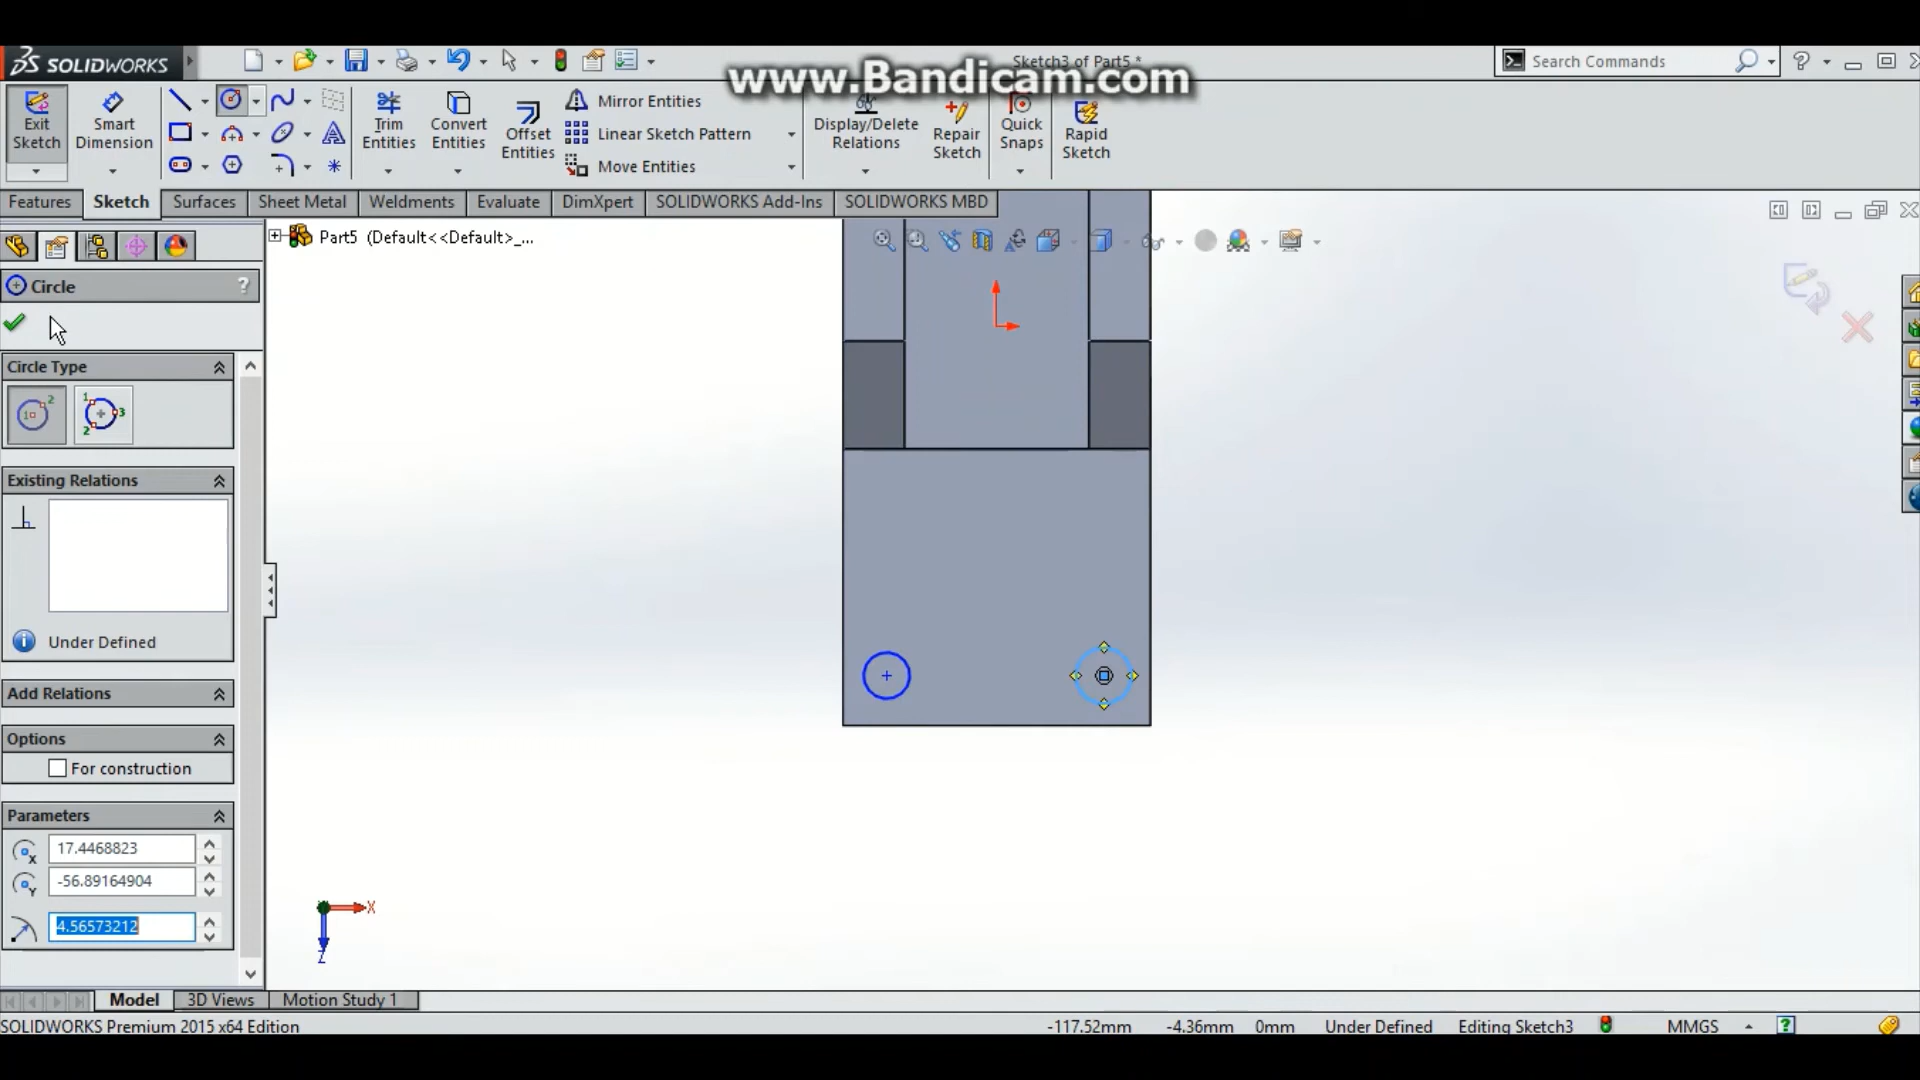 SOLIDWORKS
Sketch3 of Part5 *
Search Commands
www.Bandicam.com
Exit Sketch
Smart Dimension
Trim Entities
Convert Entities
Offset Entities
Mirror Entities
Linear Sketch Pattern
Move Entities
Display/Delete Relations
Repair Sketch
Quick Snaps
Rapid Sketch
Features
Sketch
Surfaces
Sheet Metal
Weldments
Evaluate
DimXpert
SOLIDWORKS Add-Ins
SOLIDWORKS MBD
Part5 (Default<<Default>_...
Circle
?
Circle Type
Existing Relations
Under Defined
Add Relations
Options
For construction
Parameters
17.4468823
-56.89164904
4.56573212
X
Z
Model
3D Views
Motion Study 1
SOLIDWORKS Premium 2015 x64 Edition
-117.52mm
-4.36mm
0mm
Under Defined
Editing Sketch3
MMGS